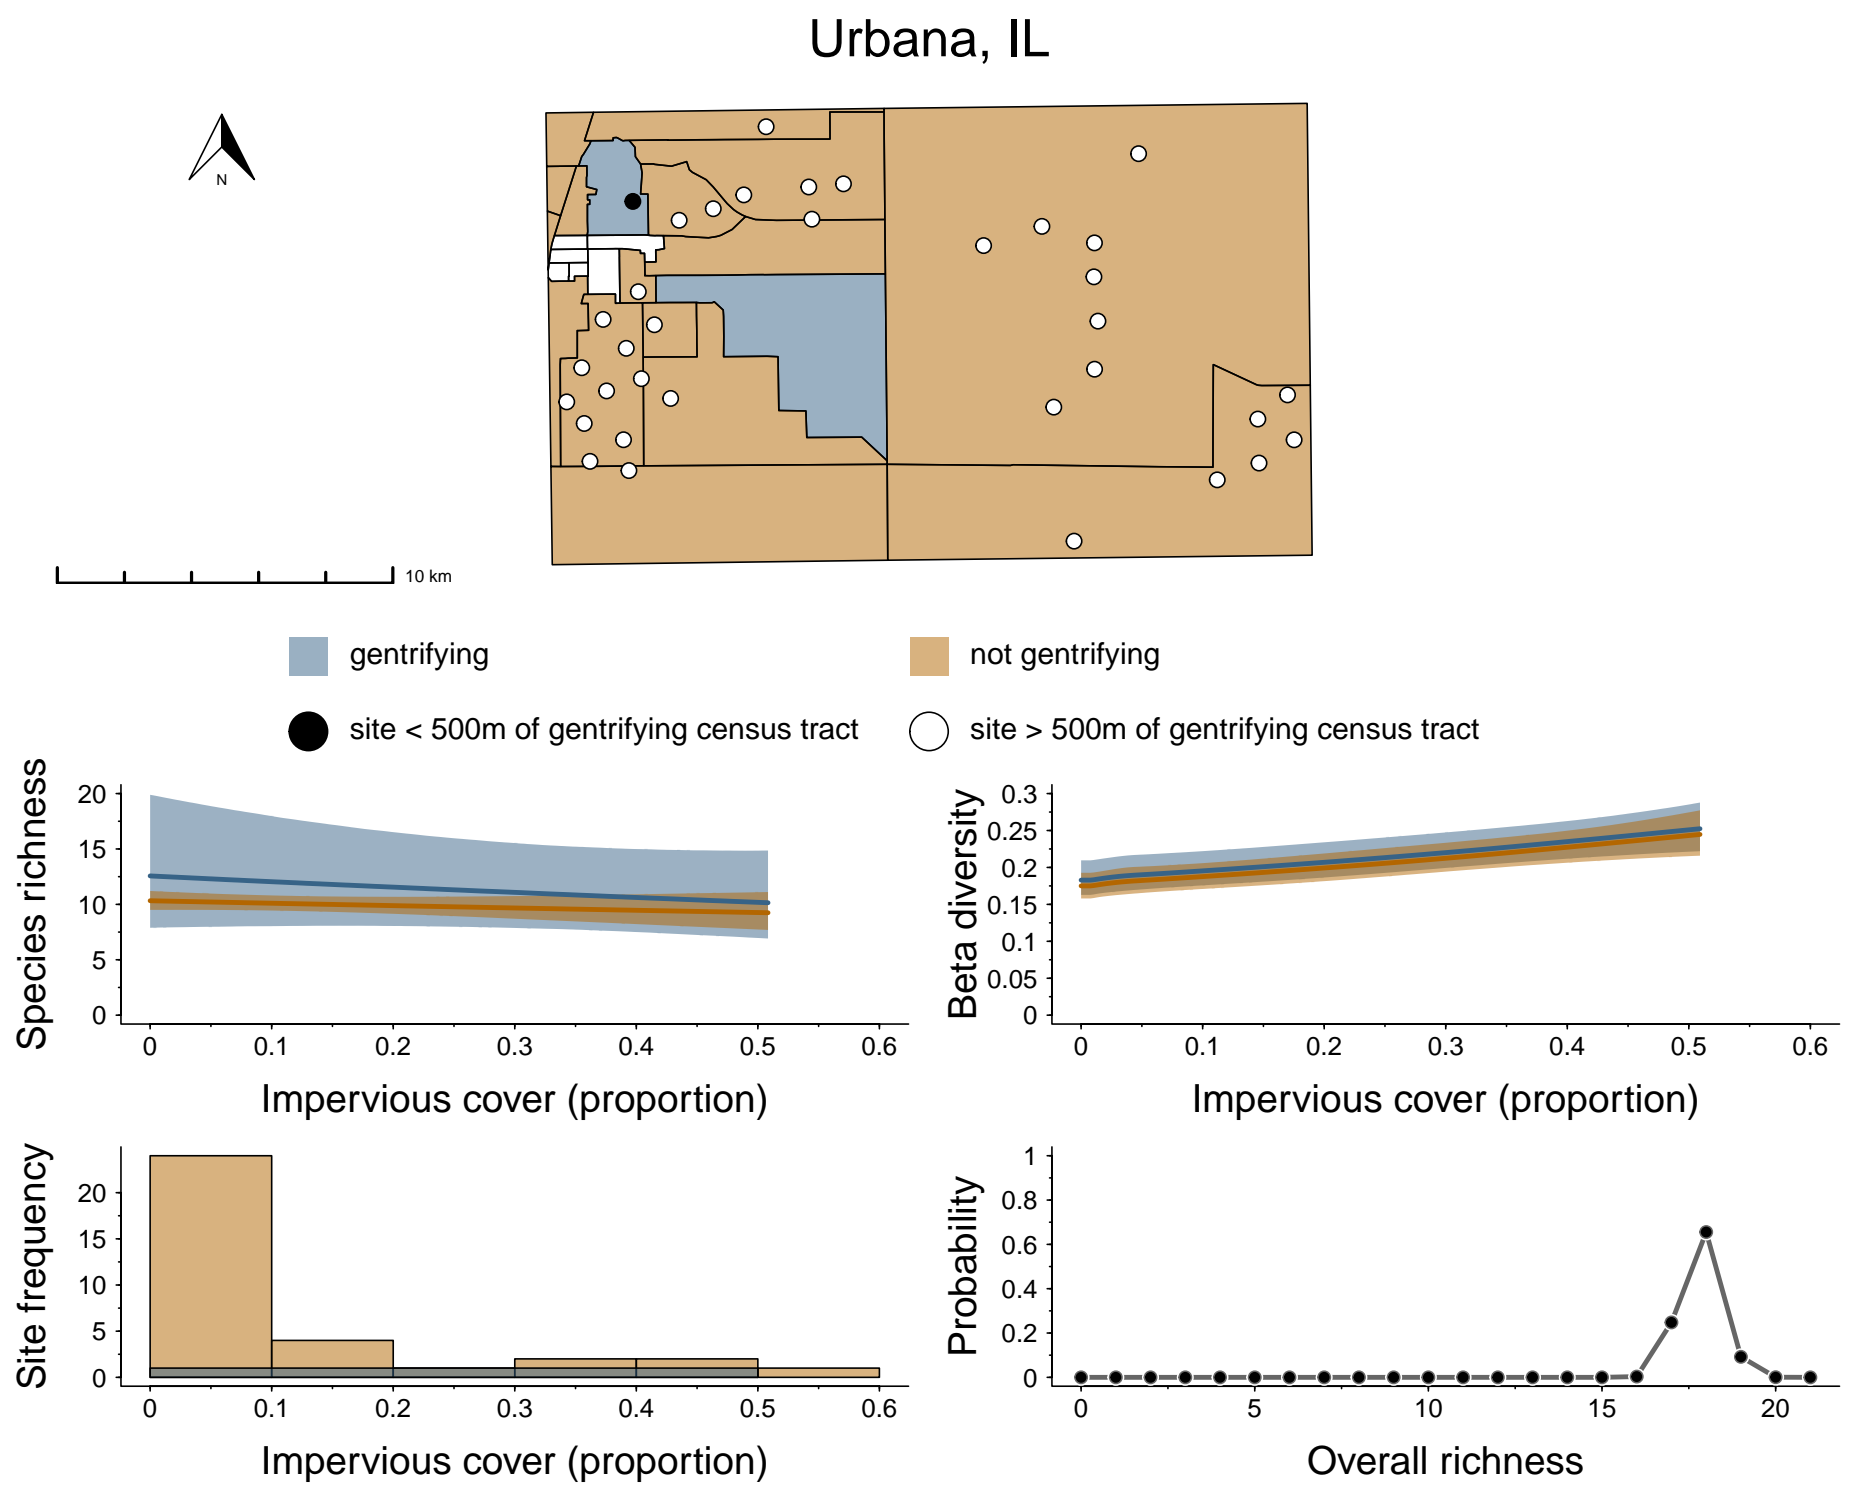 Urbana, IL
N
10 km
gentrifying
not gentrifying
site < 500m of gentrifying census tract
site > 500m of gentrifying census tract
Species richness
20
15
10
5
0
0 0.1 0.2 0.3 0.4 0.5 0.6
Impervious cover (proportion)
Beta diversity
0.3
0.25
0.2
0.15
0.1
0.05
0
0 0.1 0.2 0.3 0.4 0.5 0.6
Impervious cover (proportion)
Site frequency
20
15
10
5
0
0 0.1 0.2 0.3 0.4 0.5 0.6
Impervious cover (proportion)
Probability
1
0.8
0.6
0.4
0.2
0
0 5 10 15 20
Overall richness